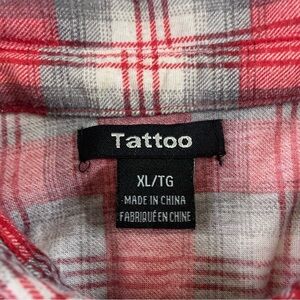 Tattoo
XL/TG
MADE IN CHINA
FABRIQUÉ EN CHINE